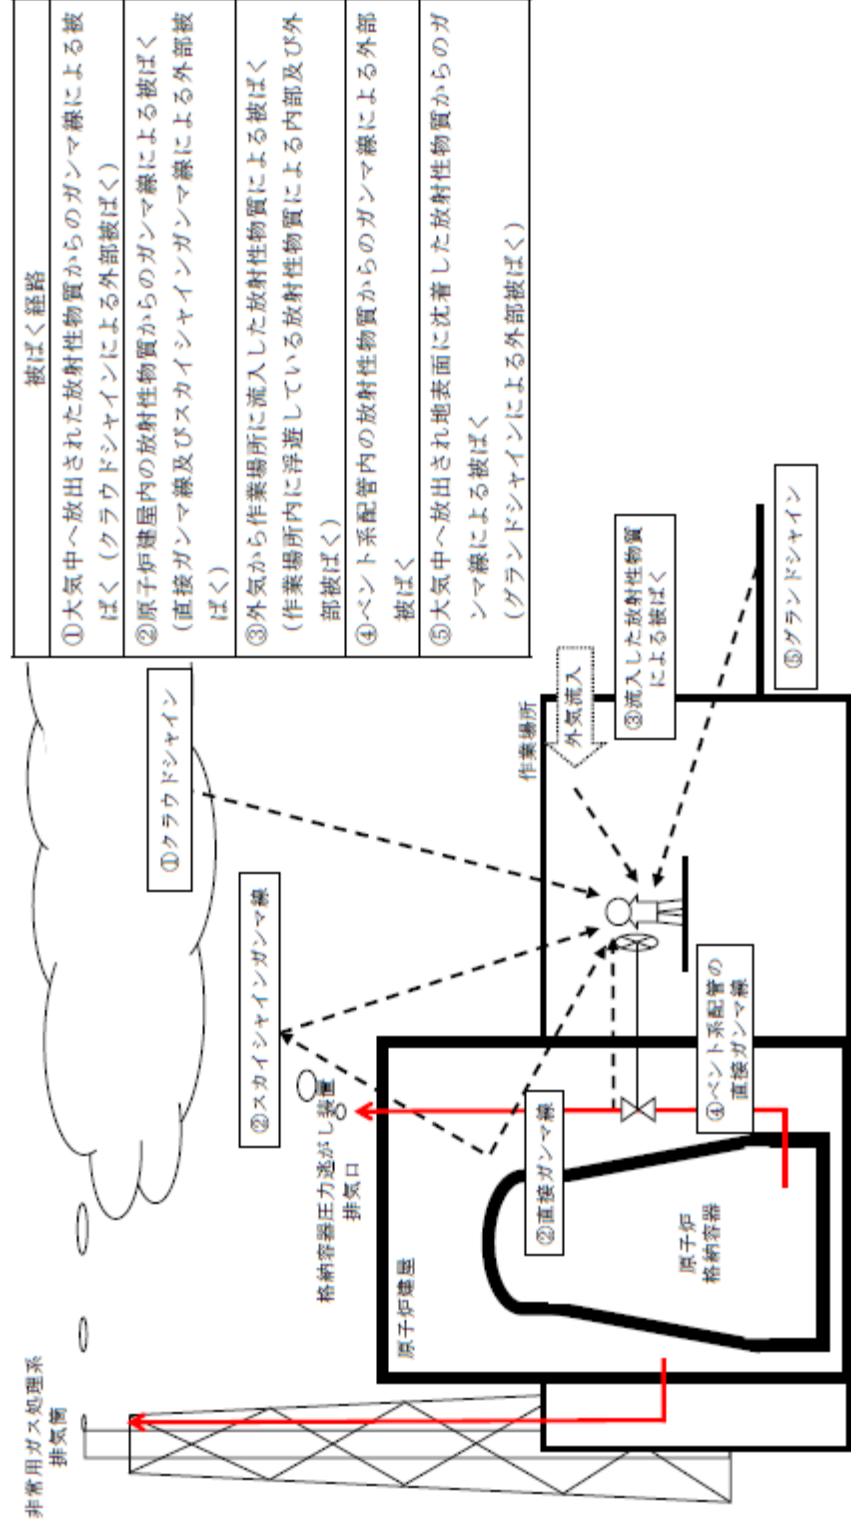 被ばく経路
①大気中へ放出された放射性物質からのガンマ線による被
ばく（クラウドシャインによる外部被ばく）
②原子炉建屋内の放射性物質からのガンマ線による被ばく
（直接ガンマ線及びスカイシャインガンマ線による外部被
ばく）
③外気から作業場所に流入した放射性物質による被ばく
（作業場所内に浮遊している放射性物質による内部及び外
部被ばく）
④ベント系配管内の放射性物質からのガンマ線による外部
被ばく
⑤大気中へ放出され地表面に沈着した放射性物質からのガ
ンマ線による被ばく
（グランドシャインによる外部被ばく）
非常用ガス処理系
排気筒
①クラウドシャイン
②スカイシャインガンマ線
格納容器圧力逃がし装置
排気口
原子炉建屋
②直接ガンマ線
原子炉
格納容器
④ベント系配管の
直接ガンマ線
作業場所
外気流入
③流入した放射性物質
による被ばく
⑤グランドシャイン